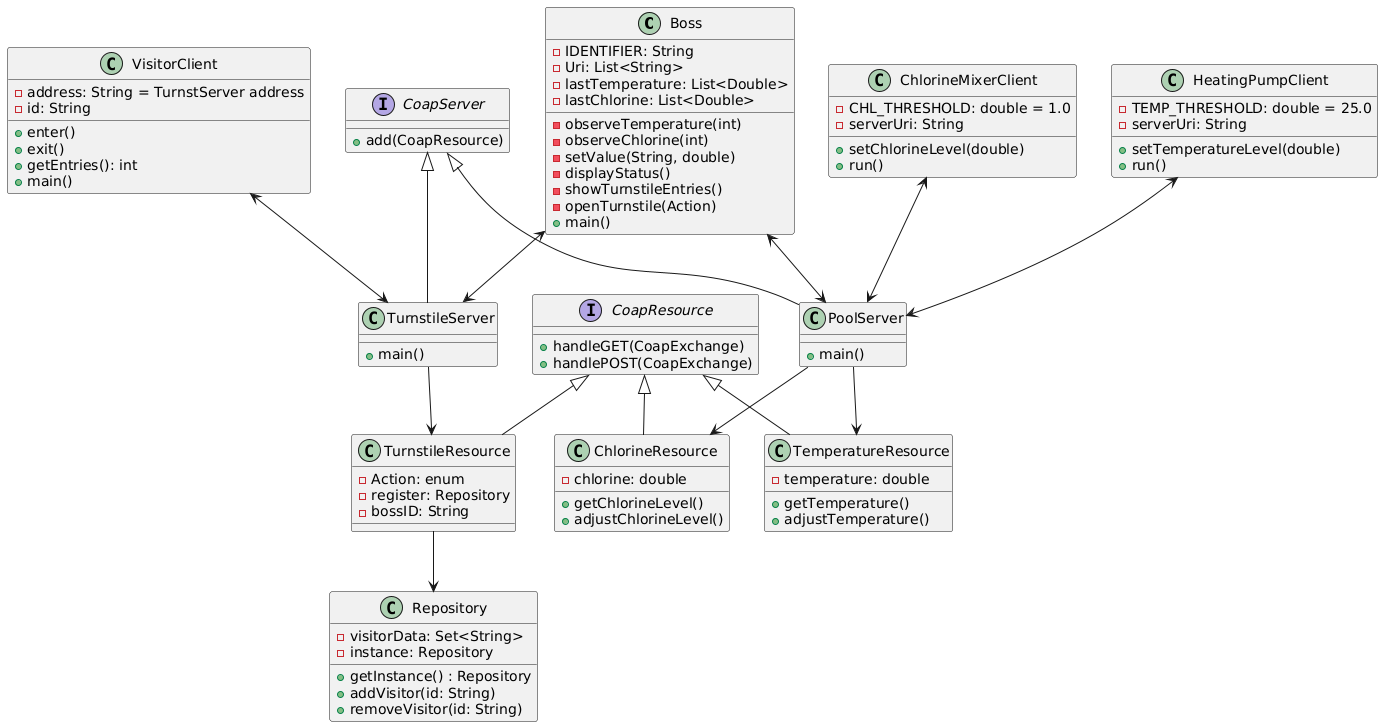 C VisitorClient
address: String = TurnstServer address
id: String
enter()
exit()
getEntries(): int
main()
I CoapServer
add(CoapResource)
C Boss
IDENTIFIER: String
Uri: List<String>
lastTemperature: List<Double>
lastChlorine: List<Double>
observeTemperature(int)
observeChlorine(int)
setValue(String, double)
displayStatus()
showTurnstileEntries()
openTurnstile(Action)
main()
C ChlorineMixerClient
CHL_THRESHOLD: double = 1.0
serverUri: String
setChlorineLevel(double)
run()
C HeatingPumpClient
TEMP_THRESHOLD: double = 25.0
serverUri: String
setTemperatureLevel(double)
run()
C TurnstileServer
main()
I CoapResource
handleGET(CoapExchange)
handlePOST(CoapExchange)
C PoolServer
main()
C TurnstileResource
Action: enum
register: Repository
bossID: String
C ChlorineResource
chlorine: double
getChlorineLevel()
adjustChlorineLevel()
C TemperatureResource
temperature: double
getTemperature()
adjustTemperature()
C Repository
visitorData: Set<String>
instance: Repository
getInstance() : Repository
addVisitor(id: String)
removeVisitor(id: String)